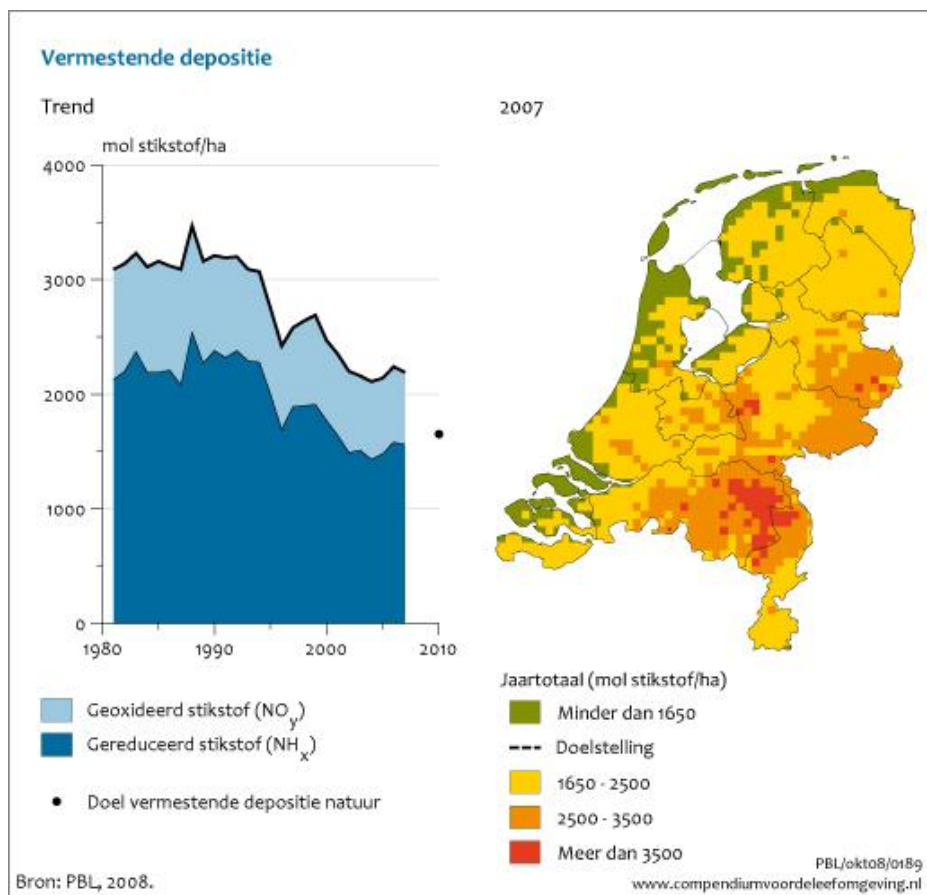 Vermestende depositie
Trend
mol stikstof/ha
4000
3000
2000
1000
0
1980
1990
2000
2010
Geoxideerd stikstof (NOy)
Gereduceerd stikstof (NHx)
Doel vermestende depositie natuur
Bron: PBL, 2008.
2007
Jaartotaal (mol stikstof/ha)
Minder dan 1650
Doelstelling
1650 - 2500
2500 - 3500
Meer dan 3500
PBL/okt08/0189
www.compendiumvoordeleefomgeving.nl